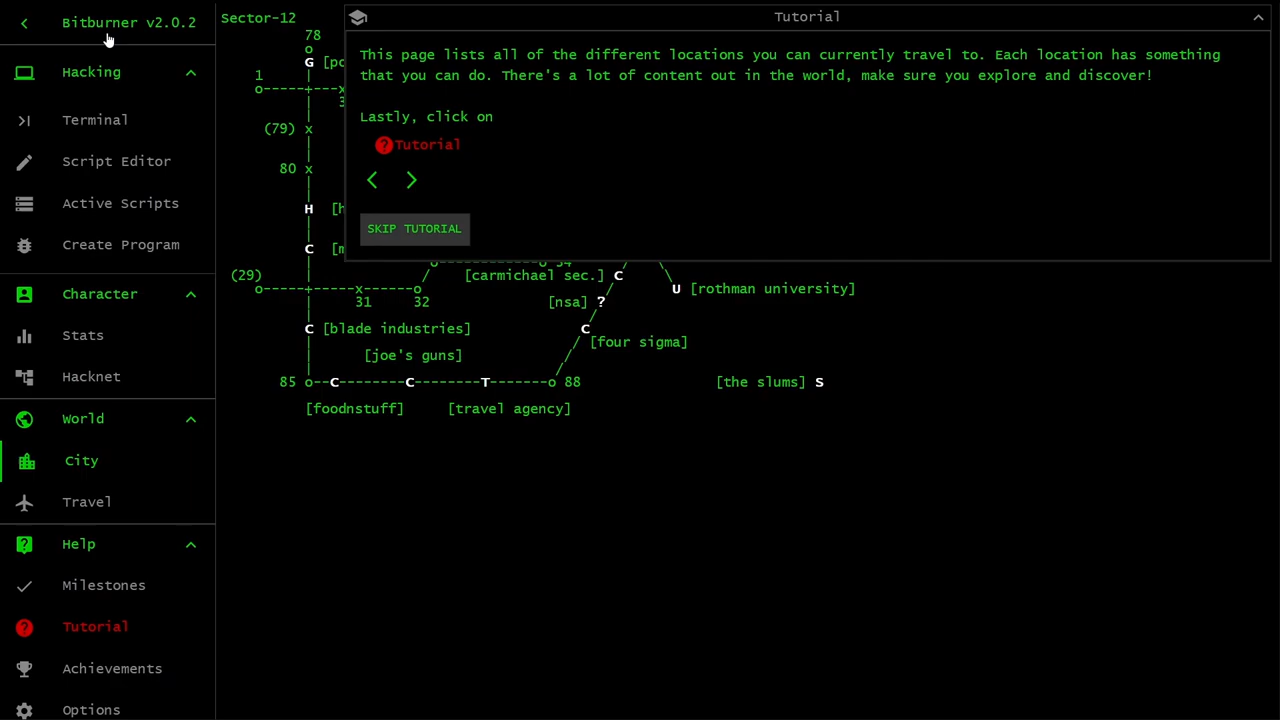 Bitburner v2.0.2
Hacking
Terminal
Script Editor
Active Scripts
Create Program
Character
Stats
Hacknet
World
City
Travel
Help
Milestones
Tutorial
Achievements
Options
Sector-12
Tutorial
This page lists all of the different locations you can currently travel to. Each location has something
that you can do. There's a lot of content out in the world, make sure you explore and discover!
Lastly, click on
Tutorial
SKIP TUTORIAL
78
o
G [po
1
o-----+---x
3
(79) x
80 x
H [h
C [m
(29)
[carmichael sec.] C
o-----+-----x-----o
U [rothman university]
31 32
[nsa] ?
C [blade industries]
C
[four sigma]
[joe's guns]
85 o--C-------C-------T-------o 88
[the slums] S
[foodnstuff] [travel agency]